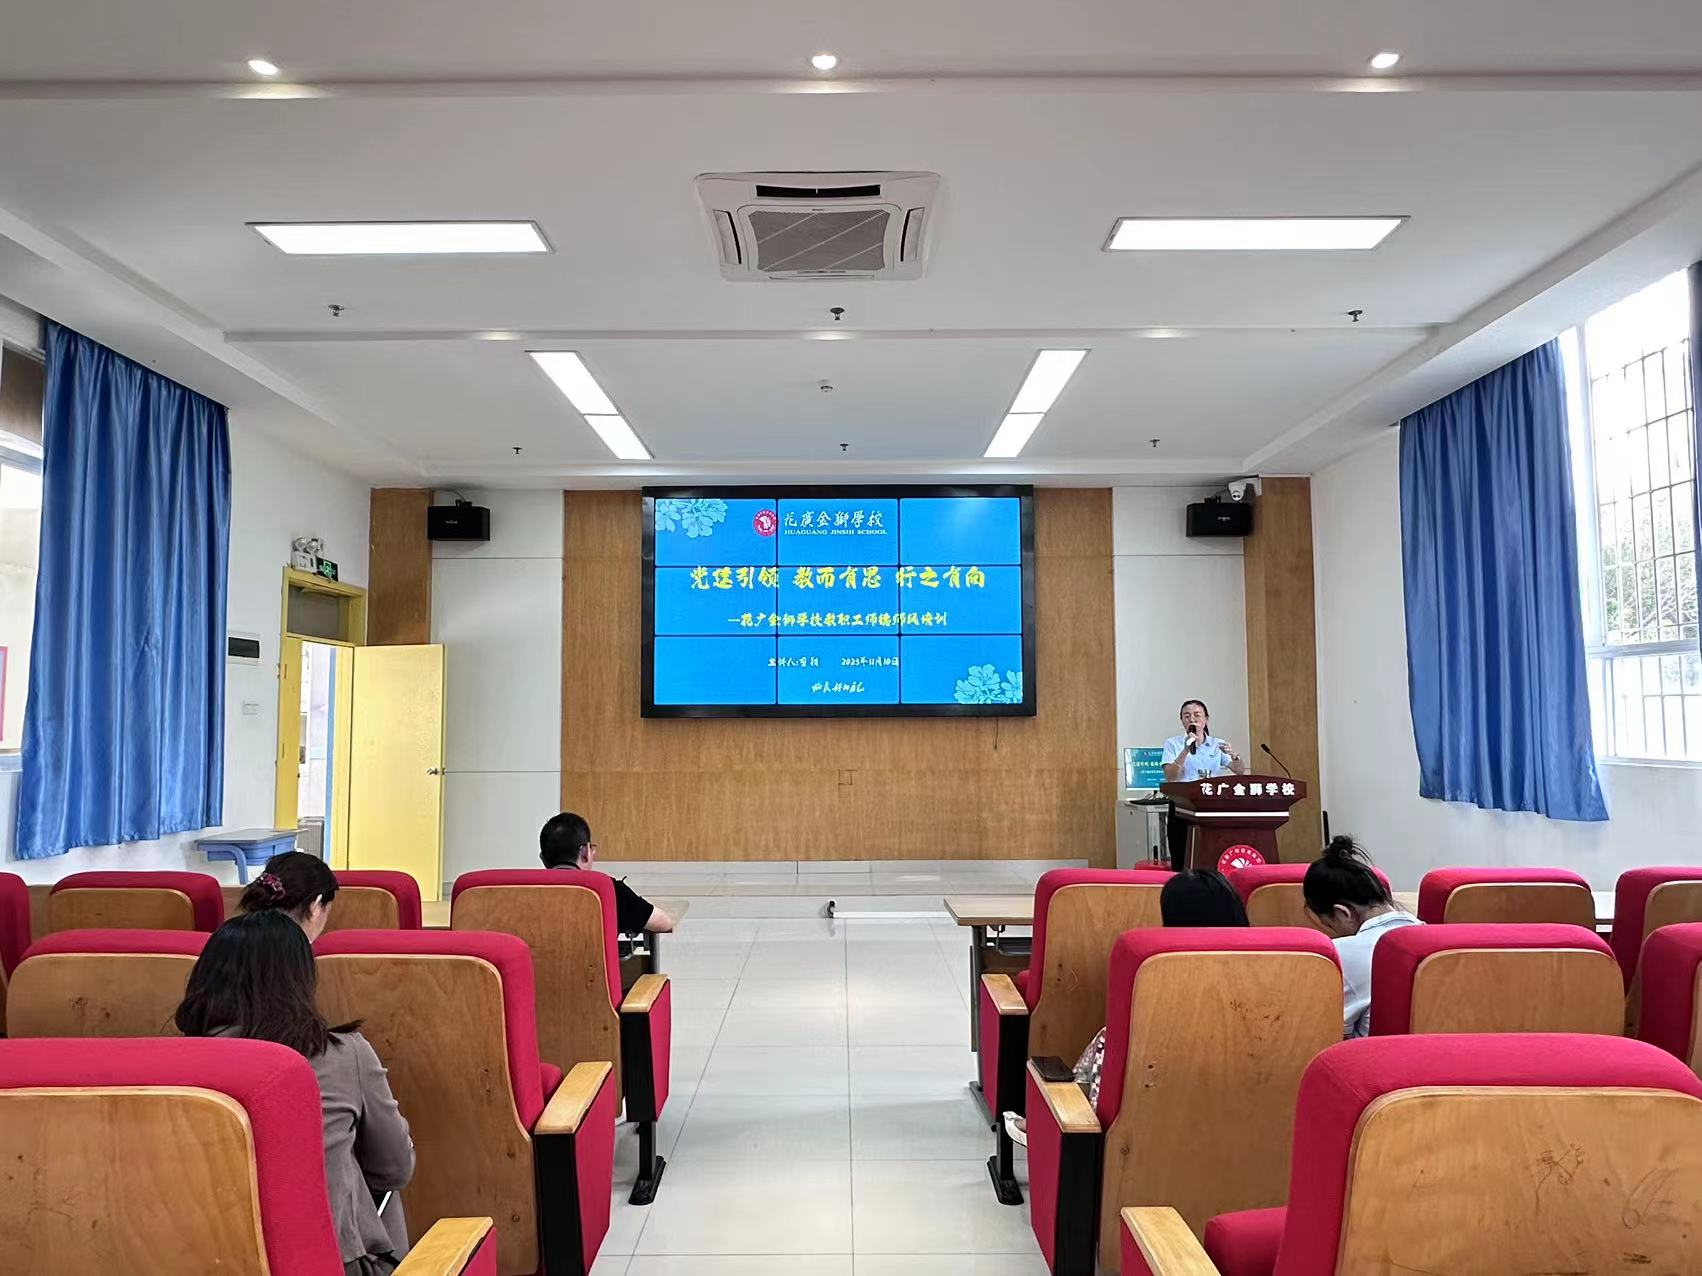 花廣金獅學校
HUAGUANG JINSHI SCHOOL
党建引领 教而有思 行之有向
—花广金狮学校教职工师德师风培训
2023年11月10日
花广金狮学校